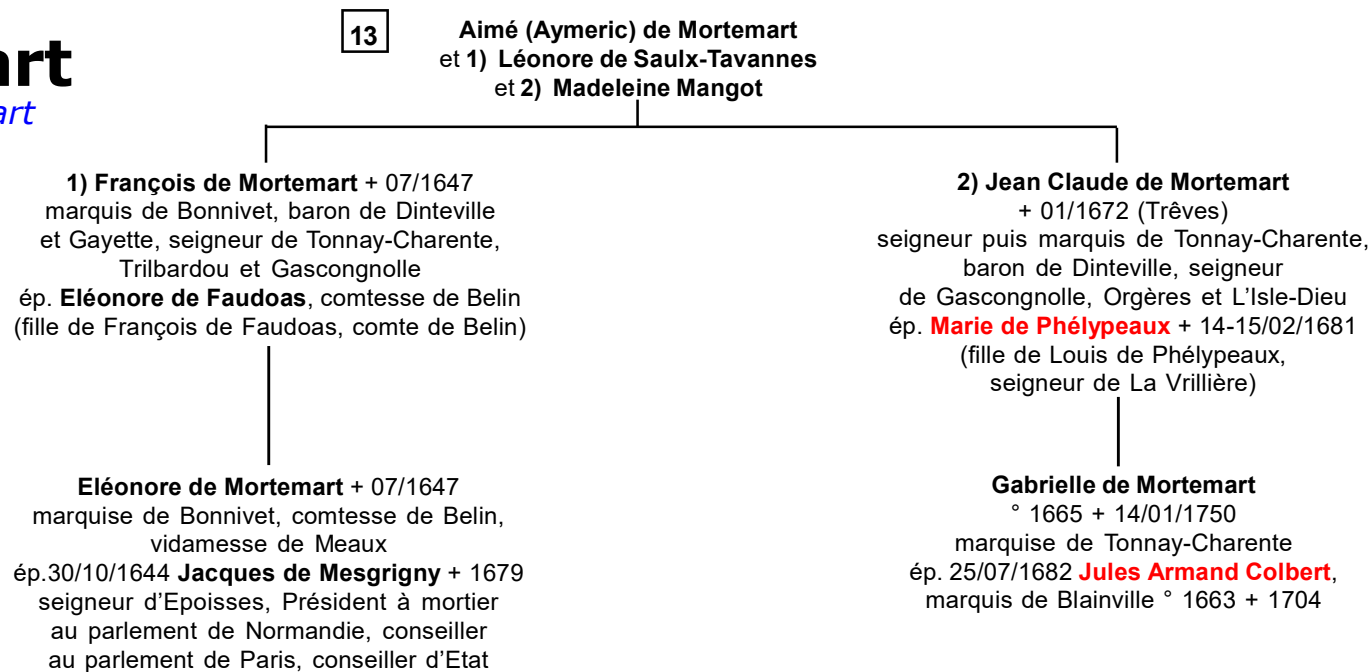 art
art
13
Aimé (Aymeric) de Mortemart
et 1) Léonore de Saulx-Tavannes
et 2) Madeleine Mangot
1) François de Mortemart + 07/1647
marquis de Bonnivet, baron de Dinteville
et Gayette, seigneur de Tonnay-Charente,
Trilbardou et Gascongnolle
ép. Eléonore de Faudoas, comtesse de Belin
(fille de François de Faudoas, comte de Belin)
2) Jean Claude de Mortemart
+ 01/1672 (Trêves)
seigneur puis marquis de Tonnay-Charente,
baron de Dinteville, seigneur
de Gascongnolle, Orgères et L'Isle-Dieu
ép. Marie de Phélypeaux + 14-15/02/1681
(fille de Louis de Phélypeaux,
seigneur de La Vrillière)
Eléonore de Mortemart + 07/1647
marquise de Bonnivet, comtesse de Belin,
vidamesse de Meaux
ép.30/10/1644 Jacques de Mesgrigny + 1679
seigneur d'Epoisses, Président à mortier
au parlement de Normandie, conseiller
au parlement de Paris, conseiller d'Etat
Gabrielle de Mortemart
° 1665 + 14/01/1750
marquise de Tonnay-Charente
ép. 25/07/1682 Jules Armand Colbert,
marquis de Blainville ° 1663 + 1704